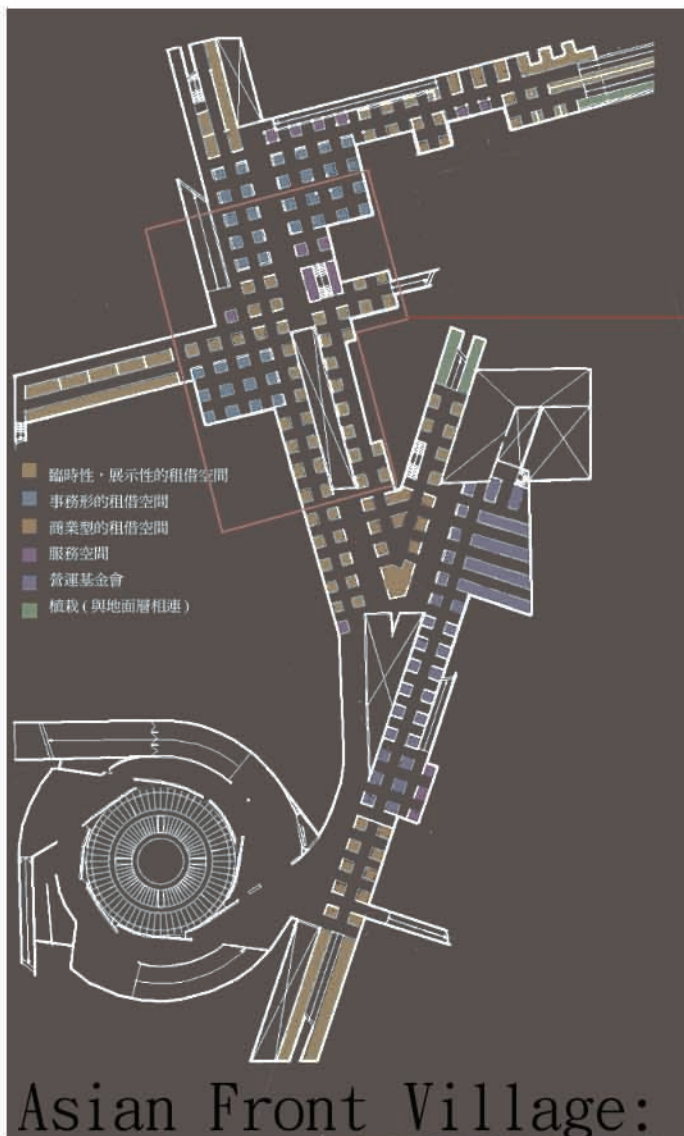 臨時性，展示性的租借空間
事務形的租借空間
商業型的租借空間
服務空間
營運基金會
植栽(與地面層相連)
Asian Front Village: